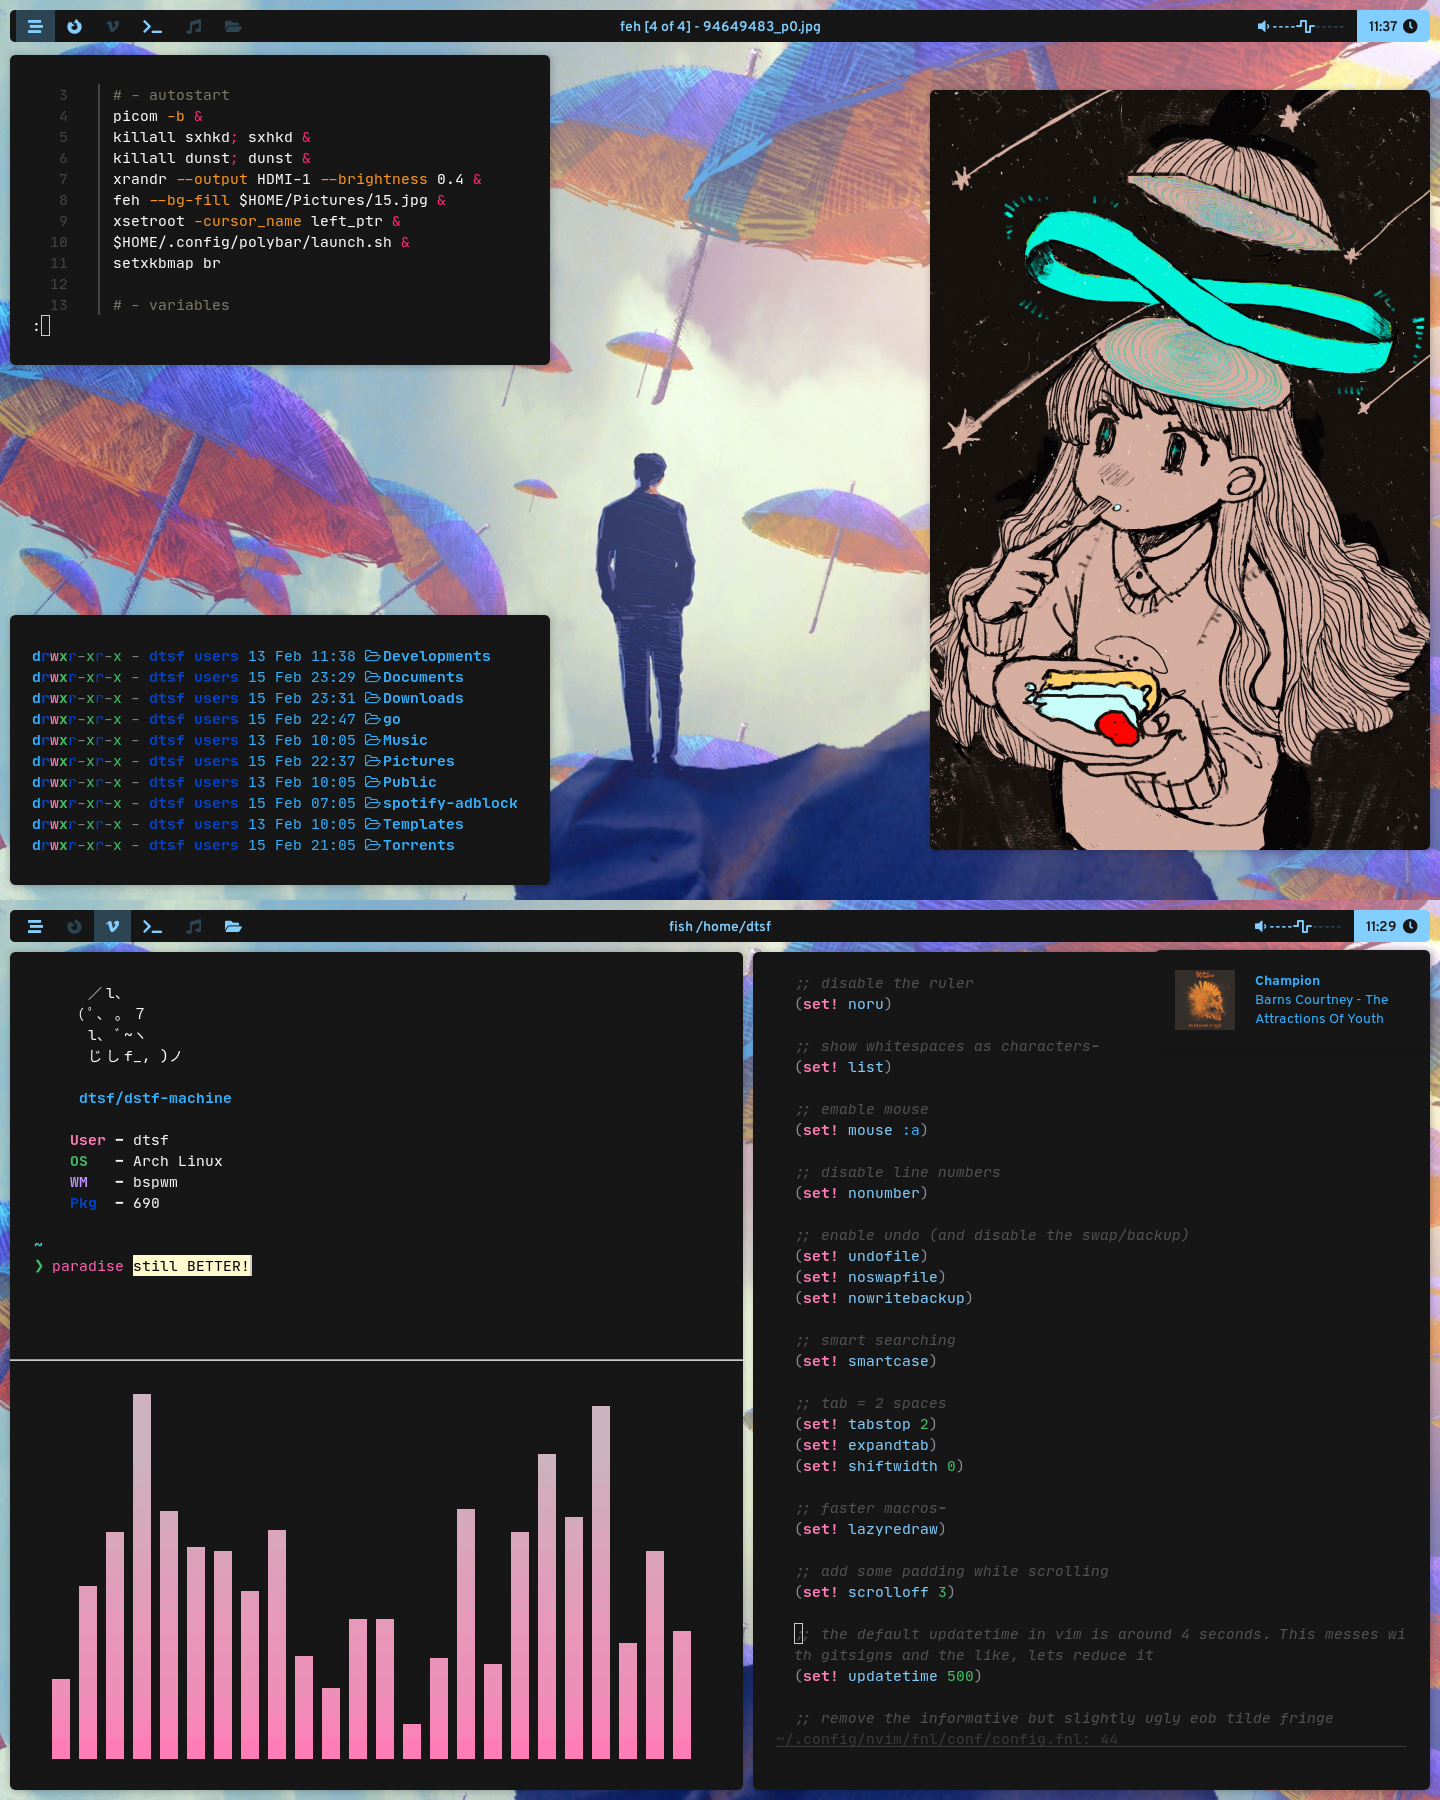 feh [4 of 4] - 94649483_p0.jpg
11:37
3 # - autostart
4 picom -b &
5 killall sxhkd; sxhkd &
6 killall dunst; dunst &
7 xrandr --output HDMI-1 --brightness 0.4 &
8 feh --bg-fill $HOME/Pictures/15.jpg &
9 xsetroot -cursor_name left_ptr &
10 $HOME/.config/polybar/launch.sh &
11 setxkbmap br
12
13 # - variables
:
drwxr-xr-x - dtsf users 13 Feb 11:38 Developments
drwxr-xr-x - dtsf users 15 Feb 23:29 Documents
drwxr-xr-x - dtsf users 15 Feb 23:31 Downloads
drwxr-xr-x - dtsf users 15 Feb 22:47 go
drwxr-xr-x - dtsf users 13 Feb 10:05 Music
drwxr-xr-x - dtsf users 15 Feb 22:37 Pictures
drwxr-xr-x - dtsf users 13 Feb 10:05 Public
drwxr-xr-x - dtsf users 15 Feb 07:05 spotify-adblock
drwxr-xr-x - dtsf users 13 Feb 10:05 Templates
drwxr-xr-x - dtsf users 15 Feb 21:05 Torrents
fish /home/dtsf
11:29
／l、
（ﾟ､ 。７
l、ﾞ~ヽ
じしf_, )ノ
dtsf/dstf-machine
User - dtsf
OS - Arch Linux
WM - bspwm
Pkg - 690
~
❯ paradise still BETTER!
;; disable the ruler
(set! noru)
;; show whitespaces as characters-
(set! list)
;; emable mouse
(set! mouse :a)
;; disable line numbers
(set! nonumber)
;; enable undo (and disable the swap/backup)
(set! undofile)
(set! noswapfile)
(set! nowritebackup)
;; smart searching
(set! smartcase)
;; tab = 2 spaces
(set! tabstop 2)
(set! expandtab)
(set! shiftwidth 0)
;; faster macros-
(set! lazyredraw)
;; add some padding while scrolling
(set! scrolloff 3)
;; the default updatetime in vim is around 4 seconds. This messes wi
th gitsigns and the like, lets reduce it
(set! updatetime 500)
;; remove the informative but slightly ugly eob tilde fringe
~/.config/nvim/fnl/conf/config.fnl: 44
Champion
Barns Courtney - The
Attractions Of Youth